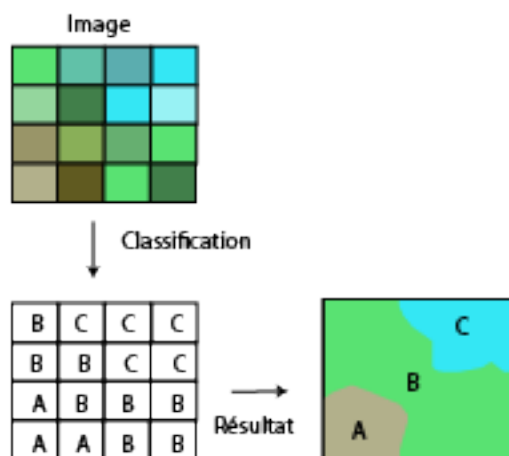 Image
Classification
B C C C
B B C C
A B B B
A A B B
Résultat
C
B
A